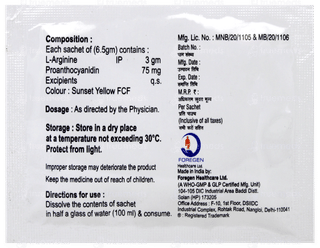 Composition :
Each sachet of (6.5gm) contains :
L-Arginine IP 3 gm
Proanthocyanidin 75 mg
Excipients q.s.
Colour : Sunset Yellow FCF
Dosage : As directed by the Physician.
Storage : Store in a dry place
at a temperature not exceeding 30°C.
Protect from light.
Improper storage may deteriorate the product
Keep the medicine out of reach of children.
Directions for use :
Dissolve the contents of sachet
in half a glass of water (100 ml) & consume.
Mfg. Lic. No. : MNB/20/1105 & MB/20/1106
Batch No. :
Mfg. Date :
Exp. Date :
M.R.P. ₹ :
Per Sachet
(Inclusive of all taxes)
FOREGEN
Healthcare Ltd.
Made in India by:
Foregen Healthcare Ltd.
(A WHO-GMP & GLP Certified Mfg. Unit)
14 DIC Industrial Area Baddi Distt.
Solan (HP) 173205
Office Address : F-10, 1st Floor, DSIIDC
Industrial Complex, Rohtak Road, Nangloi, Delhi-110041
® : Registered Trademark